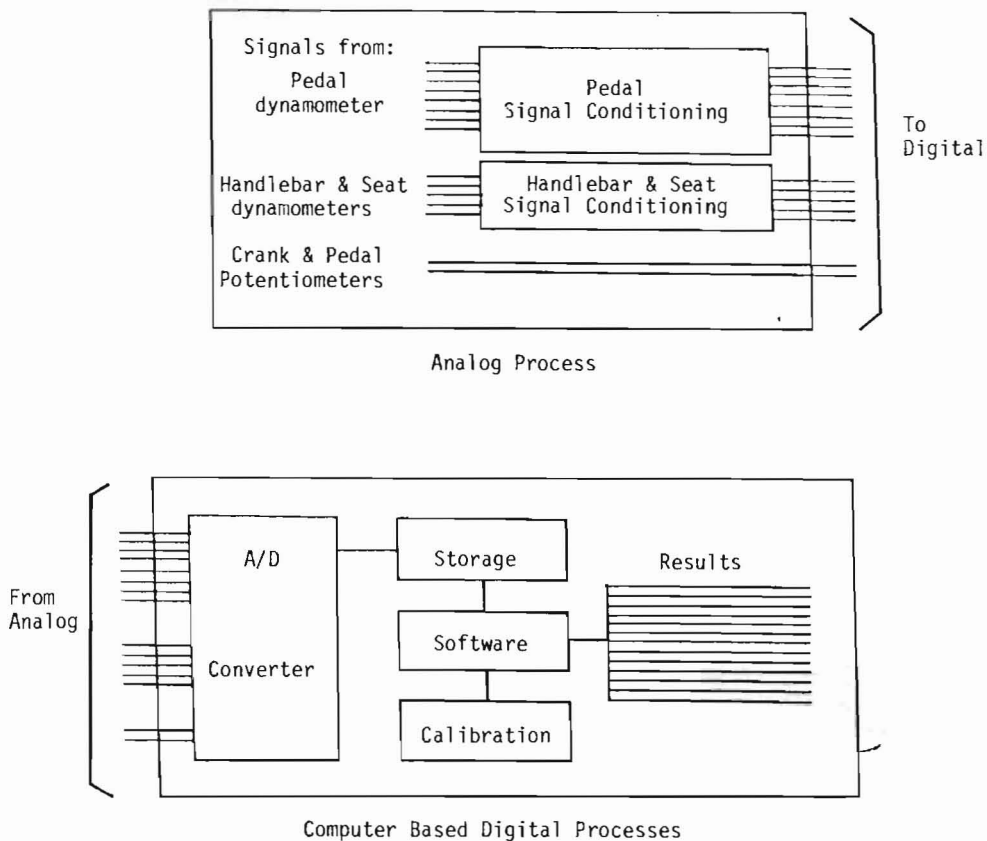 Signals from:
Pedal
dynamometer
Pedal
Signal Conditioning
To
Digital
Handlebar & Seat
dynamometers
Handlebar & Seat
Signal Conditioning
Crank & Pedal
Potentiometers
Analog Process
From
Analog
A/D
Converter
Storage
Software
Calibration
Results
Computer Based Digital Processes